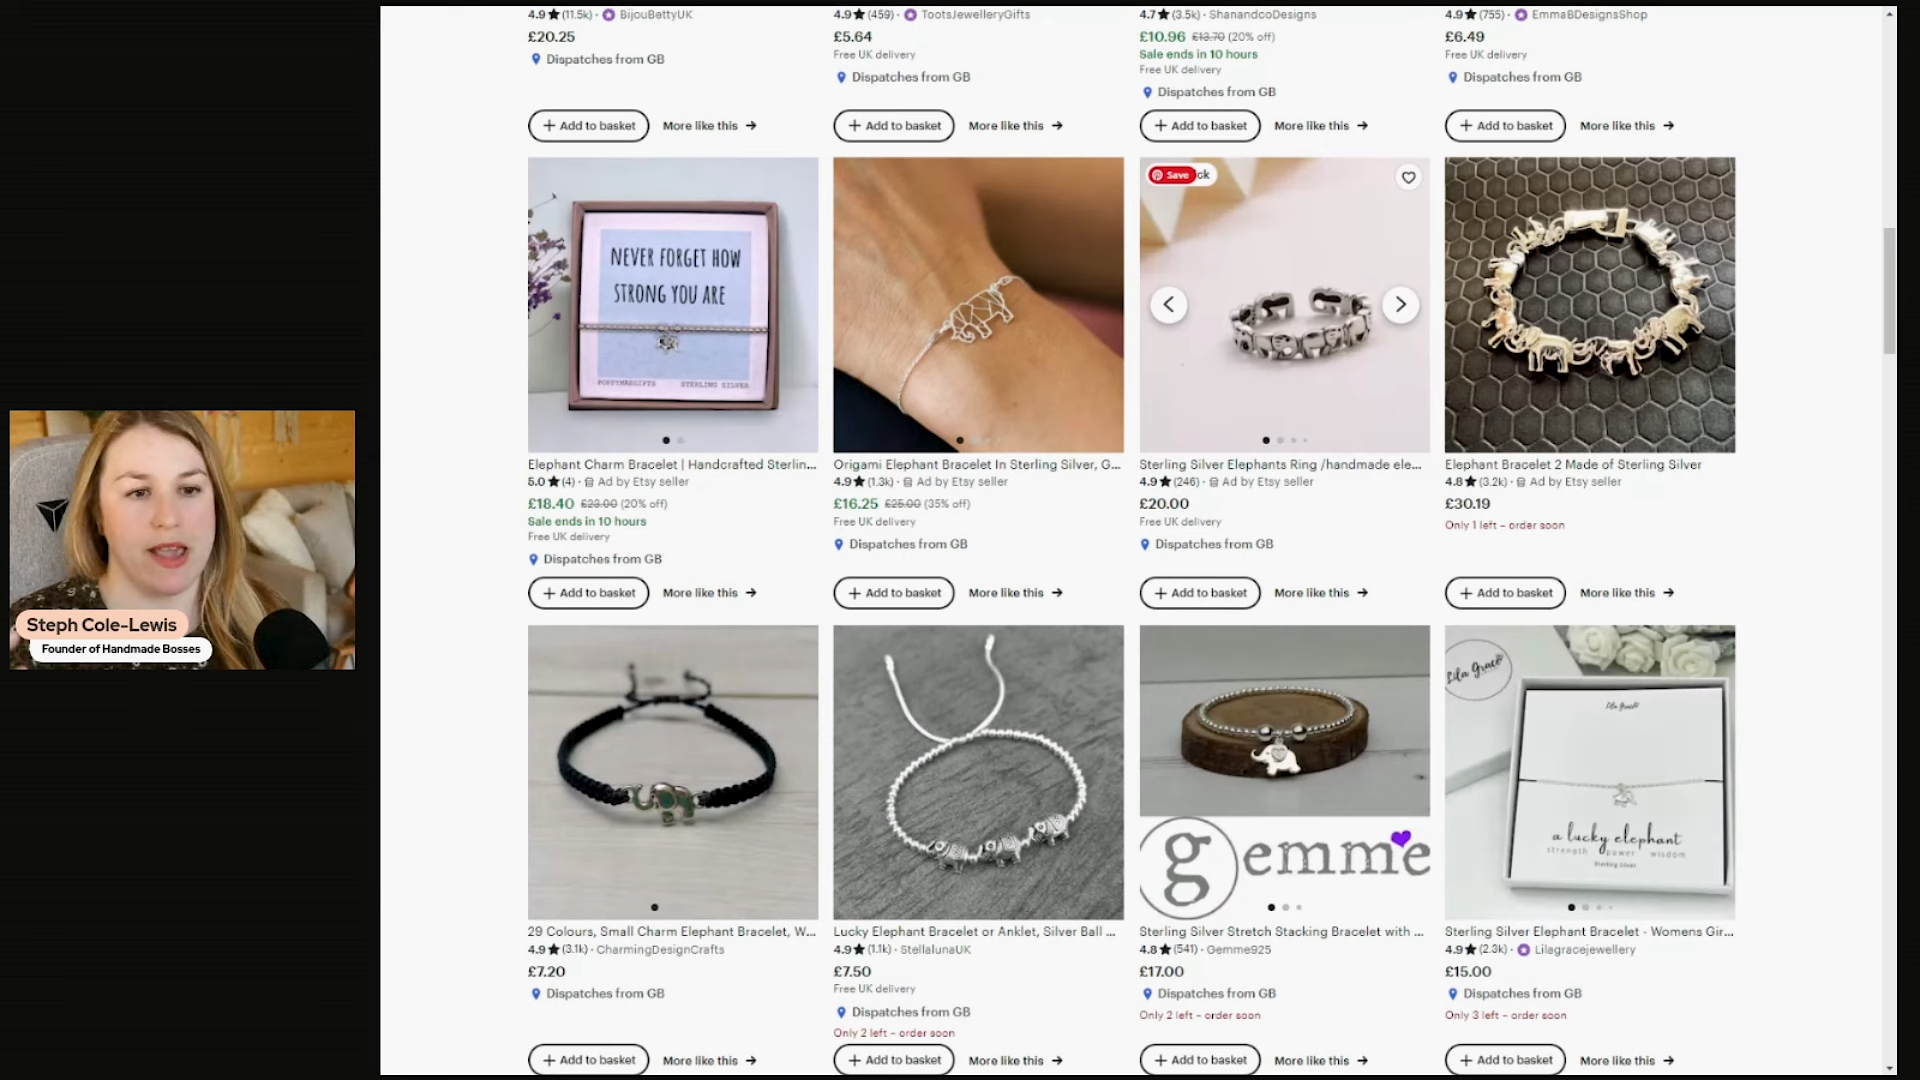 4.9★ (11.5k) · BijouBettyUK
£20.25
Dispatches from GB
+ Add to basket
More like this →
4.9★ (459) · TootsJewelleryGifts
£5.64
Free UK delivery
Dispatches from GB
+ Add to basket
More like this →
4.7★ (3.5k) · ShanandcoDesigns
£10.96 £13.70 (20% off)
Sale ends in 10 hours
Free UK delivery
Dispatches from GB
+ Add to basket
More like this →
4.9★ (755) · EmmaBDesignsShop
£6.49
Free UK delivery
Dispatches from GB
+ Add to basket
More like this →
NEVER FORGET HOW
STRONG YOU ARE
POPPYMAEGIFTS STERLING SILVER
Elephant Charm Bracelet | Handcrafted Sterlin...
5.0★ (4) · Ad by Etsy seller
£18.40 £23.00 (20% off)
Sale ends in 10 hours
Free UK delivery
Dispatches from GB
+ Add to basket
More like this →
Origami Elephant Bracelet In Sterling Silver, G...
4.9★ (1.3k) · Ad by Etsy seller
£16.25 £25.00 (35% off)
Free UK delivery
Dispatches from GB
+ Add to basket
More like this →
Save ck
Sterling Silver Elephants Ring /handmade ele...
4.9★ (246) · Ad by Etsy seller
£20.00
Free UK delivery
Dispatches from GB
+ Add to basket
More like this →
Elephant Bracelet 2 Made of Sterling Silver
4.8★ (3.2k) · Ad by Etsy seller
£30.19
Only 1 left – order soon
+ Add to basket
More like this →
Steph Cole-Lewis
Founder of Handmade Bosses
29 Colours, Small Charm Elephant Bracelet, W...
4.9★ (3.1k) · CharmingDesignCrafts
£7.20
Dispatches from GB
+ Add to basket
More like this →
Lucky Elephant Bracelet or Anklet, Silver Ball ...
4.9★ (1.1k) · StellalunaUK
£7.50
Free UK delivery
Dispatches from GB
Only 2 left – order soon
+ Add to basket
More like this →
g emme
Sterling Silver Stretch Stacking Bracelet with ...
4.8★ (541) · Gemme925
£17.00
Dispatches from GB
Only 2 left – order soon
+ Add to basket
More like this →
Lila Grace
Lila Grace
a lucky elephant
strength power wisdom
Sterling silver
Sterling Silver Elephant Bracelet - Womens Gir...
4.9★ (2.3k) · Lilagracejewellery
£15.00
Dispatches from GB
Only 3 left – order soon
+ Add to basket
More like this →